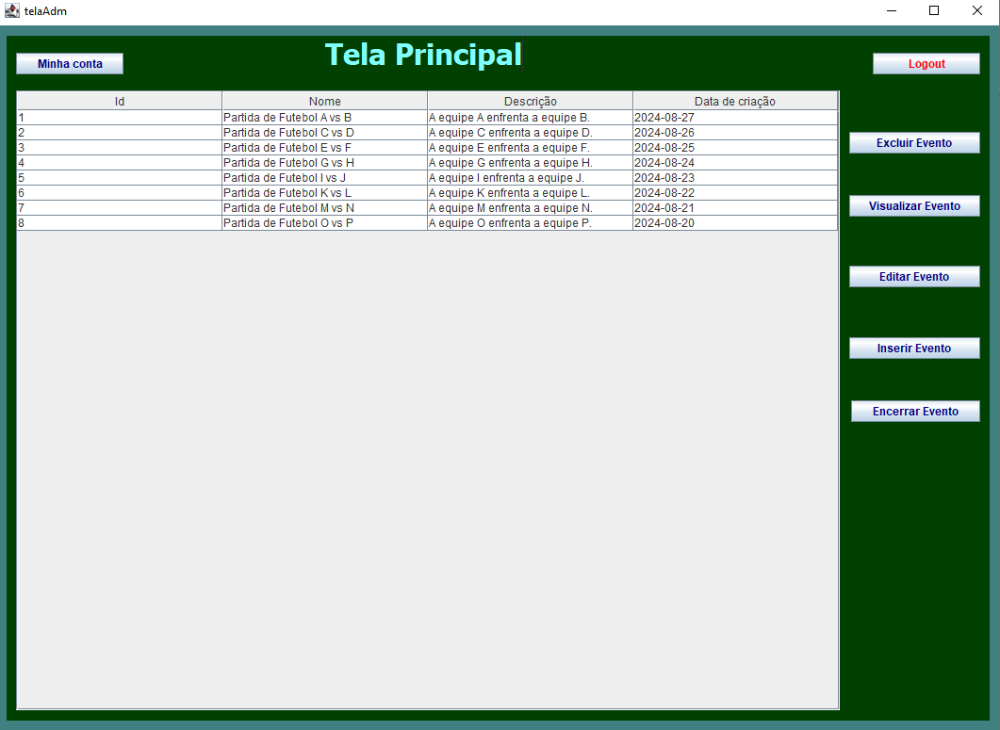 telaAdm
Tela Principal
Minha conta
Logout
Id Nome Descrição Data de criação
1 Partida de Futebol A vs B A equipe A enfrenta a equipe B. 2024-08-27
2 Partida de Futebol C vs D A equipe C enfrenta a equipe D. 2024-08-26
3 Partida de Futebol E vs F A equipe E enfrenta a equipe F. 2024-08-25
4 Partida de Futebol G vs H A equipe G enfrenta a equipe H. 2024-08-24
5 Partida de Futebol I vs J A equipe I enfrenta a equipe J. 2024-08-23
6 Partida de Futebol K vs L A equipe K enfrenta a equipe L. 2024-08-22
7 Partida de Futebol M vs N A equipe M enfrenta a equipe N. 2024-08-21
8 Partida de Futebol O vs P A equipe O enfrenta a equipe P. 2024-08-20
Excluir Evento
Visualizar Evento
Editar Evento
Inserir Evento
Encerrar Evento